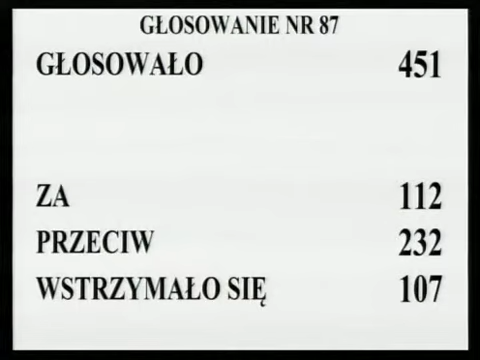 GŁOSOWANIE NR 87
GŁOSOWAŁO 451
ZA 112
PRZECIW 232
WSTRZYMAŁO SIĘ 107